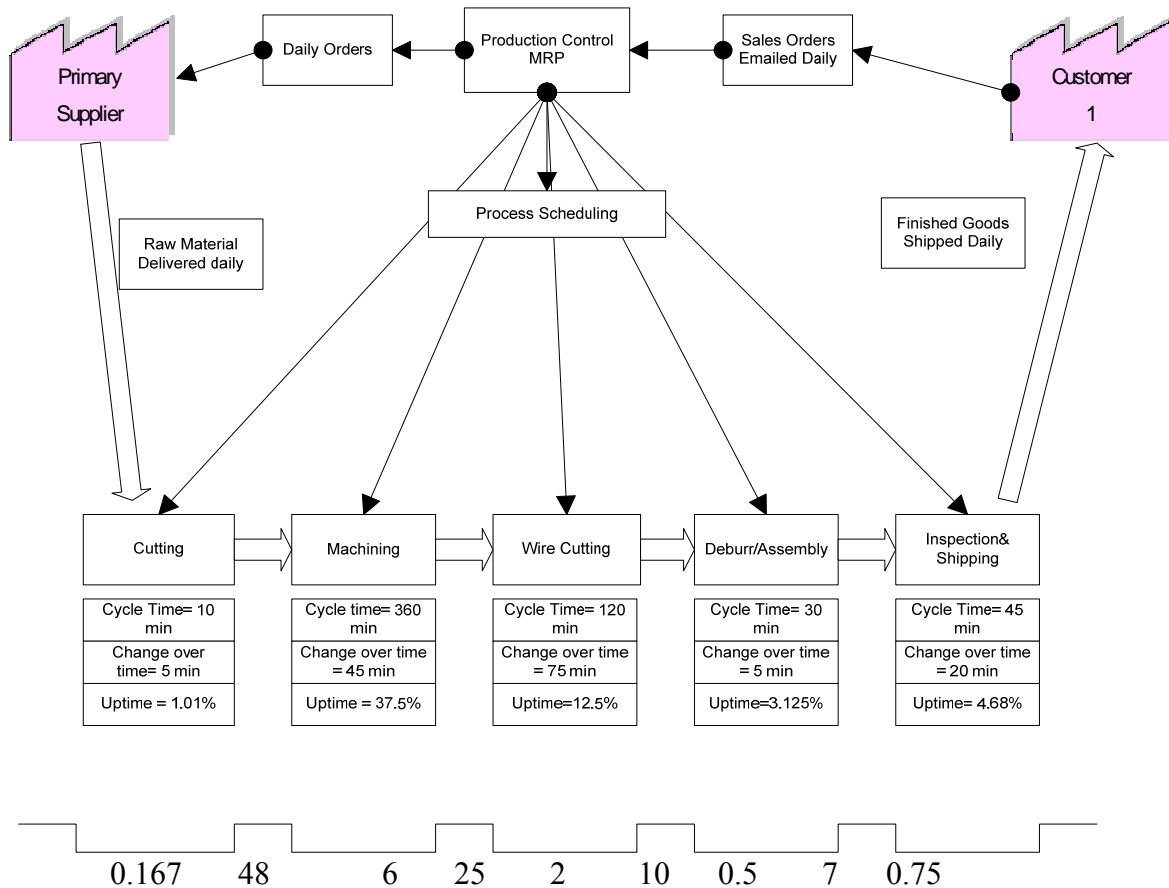 Primary
Supplier
Daily Orders
Production Control
MRP
Sales Orders
Emailed Daily
Customer
1
Process Scheduling
Raw Material
Delivered daily
Finished Goods
Shipped Daily
Cutting
Machining
Wire Cutting
Deburr/Assembly
Inspection&
Shipping
Cycle Time= 10
min
Change over
time= 5 min
Uptime = 1.01%
Cycle time= 360
min
Change over time
= 45 min
Uptime = 37.5%
Cycle Time= 120
min
Change over time
= 75 min
Uptime=12.5%
Cycle Time= 30
min
Change over time
= 5 min
Uptime=3.125%
Cycle Time= 45
min
Change over time
= 20 min
Uptime= 4.68%
0.167 48 6 25 2 10 0.5 7 0.75